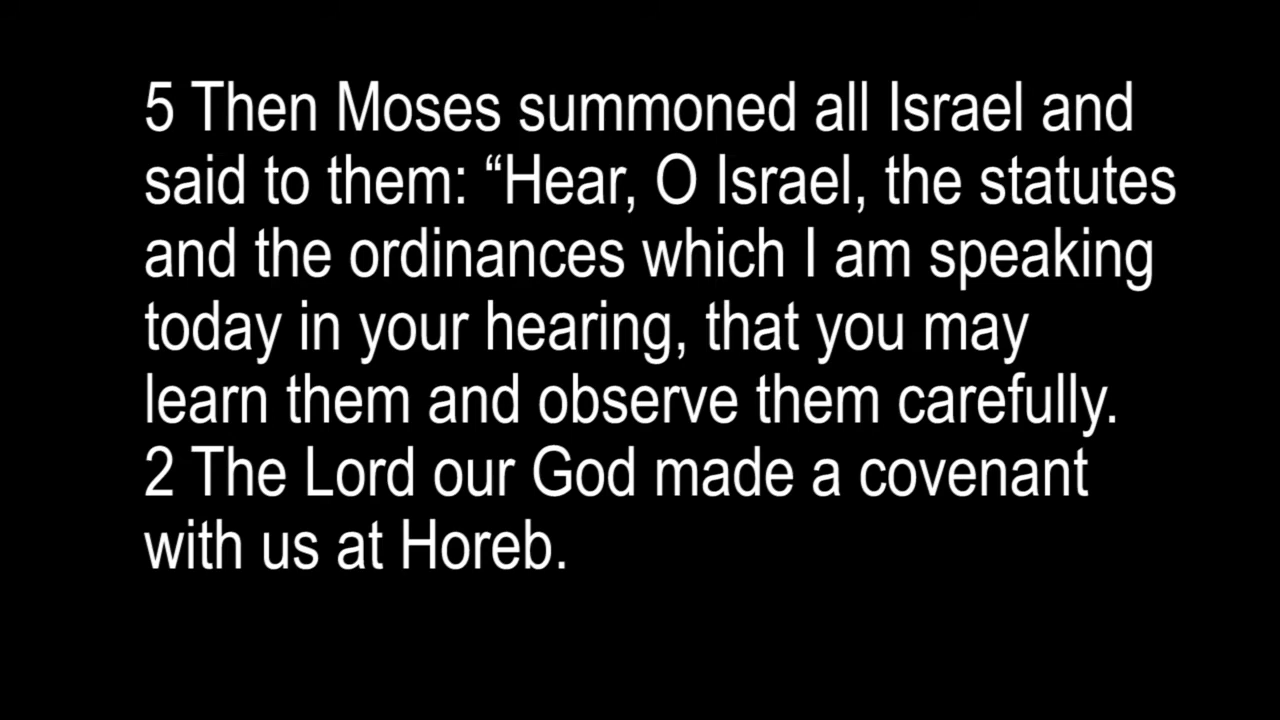 5 Then Moses summoned all Israel and
said to them: “Hear, O Israel, the statutes
and the ordinances which I am speaking
today in your hearing, that you may
learn them and observe them carefully.
2 The Lord our God made a covenant
with us at Horeb.